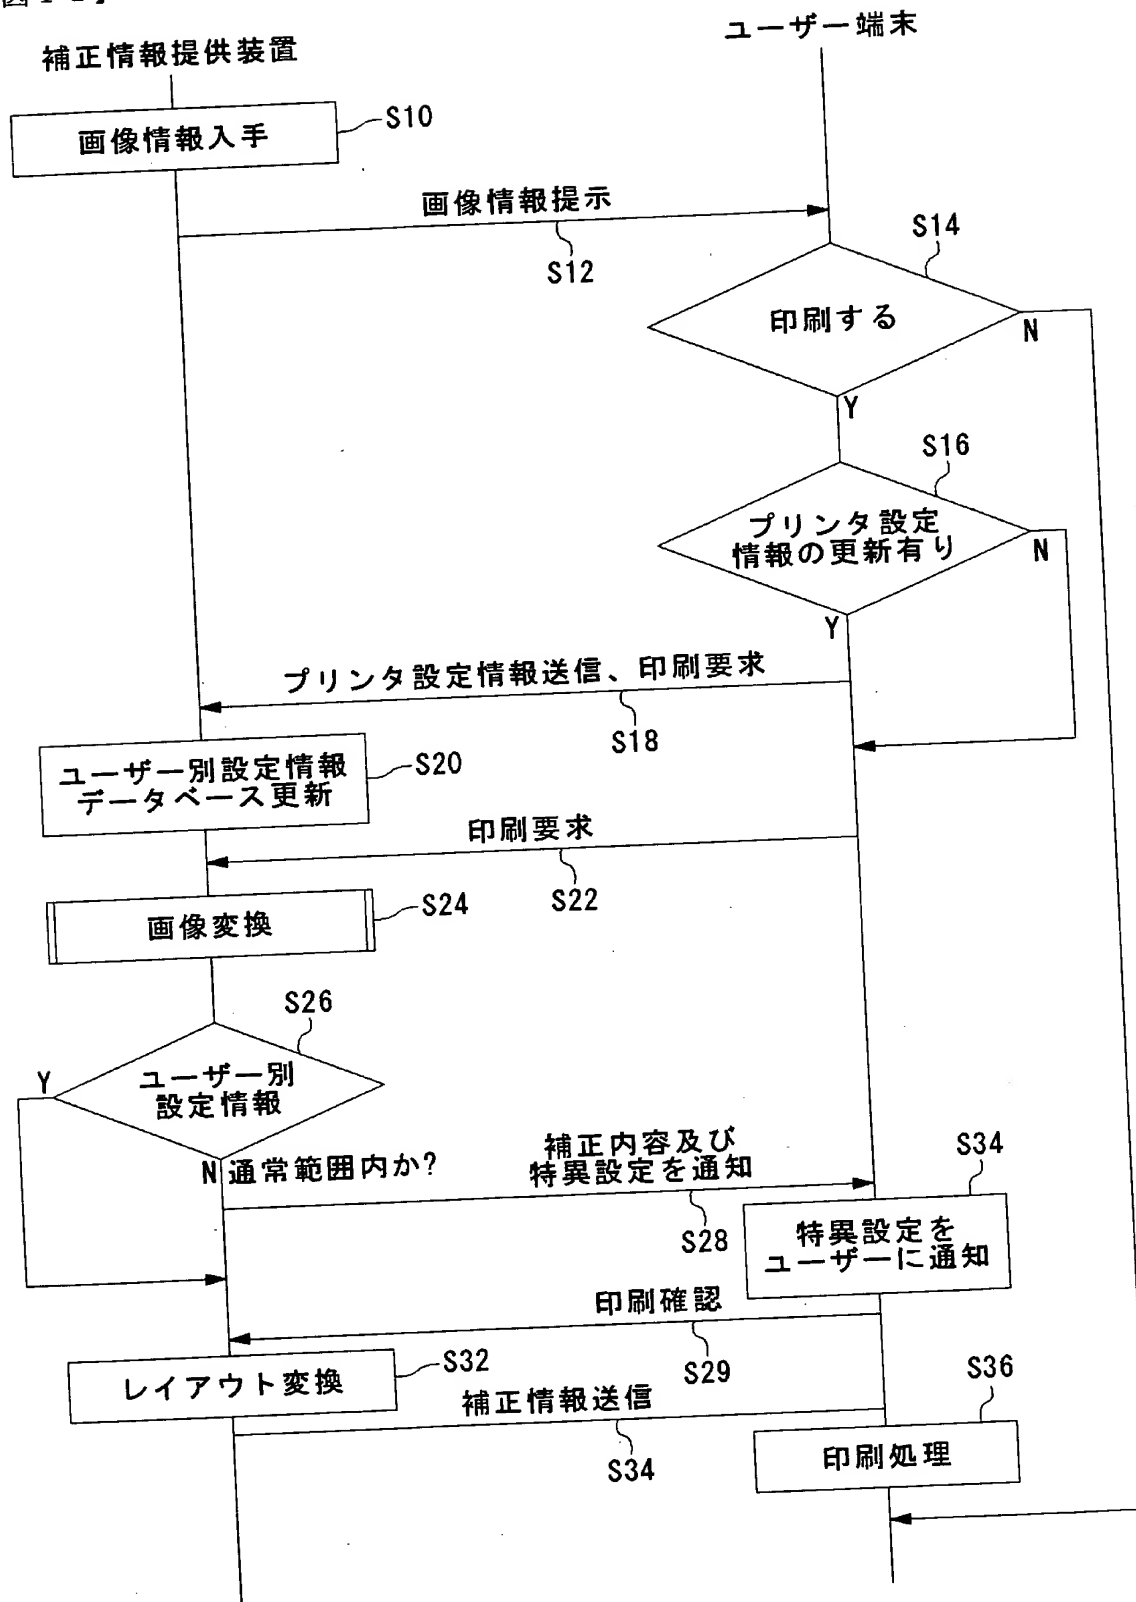 補正情報提供装置
ユーザー端末
画像情報入手
S10
画像情報提示
S12
S14
印刷する
N
Y
S16
プリンタ設定
情報の更新有り
N
Y
プリンタ設定情報送信、印刷要求
S18
ユーザー別設定情報
データベース更新
S20
印刷要求
S22
画像変換
S24
S26
ユーザー別
設定情報
Y
N
通常範囲内か?
補正内容及び
特異設定を通知
S28
S34
特異設定を
ユーザーに通知
印刷確認
S29
レイアウト変換
S32
補正情報送信
S34
S36
印刷処理